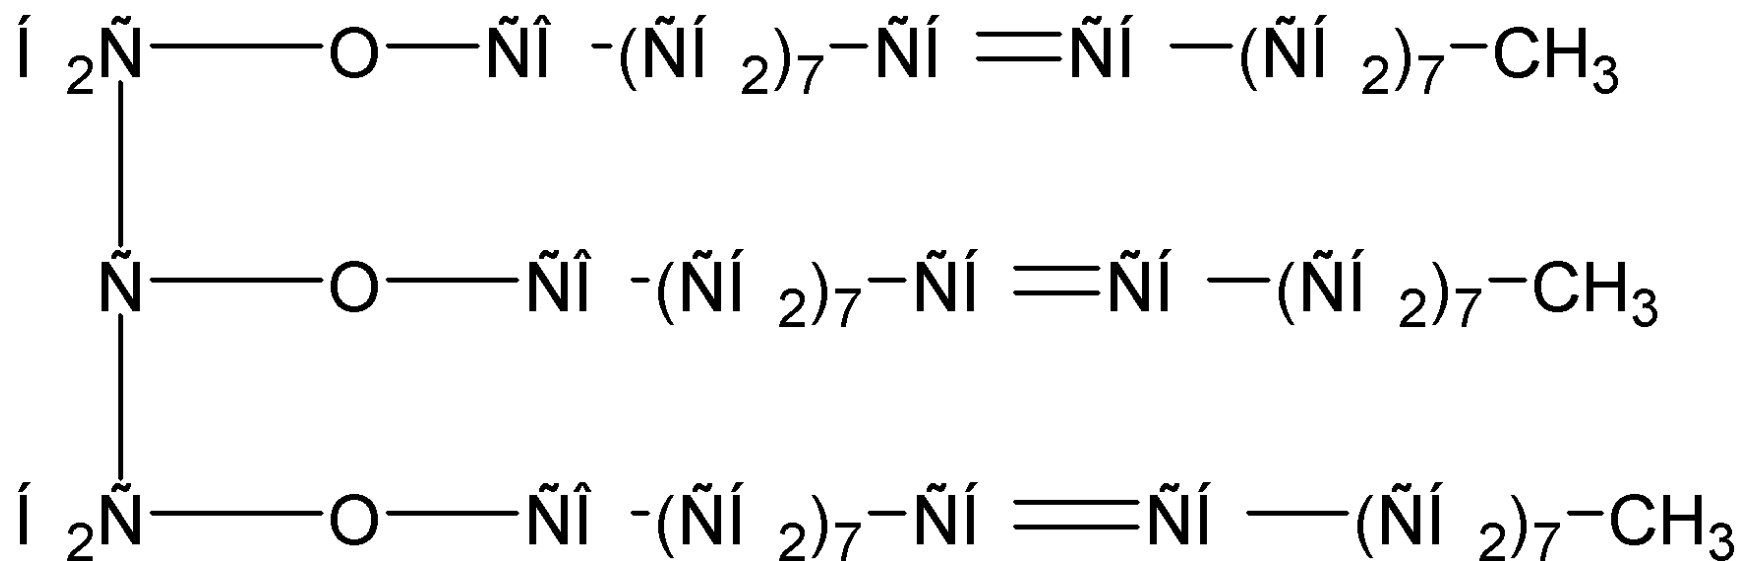 Í 2Ñ—O—ÑÎ-(ÑÍ 2)7—ÑÍ=ÑÍ—(ÑÍ 2)7—CH3
Ñ—O—ÑÎ-(ÑÍ 2)7—ÑÍ=ÑÍ—(ÑÍ 2)7—CH3
Í 2Ñ—O—ÑÎ-(ÑÍ 2)7—ÑÍ=ÑÍ—(ÑÍ 2)7—CH3